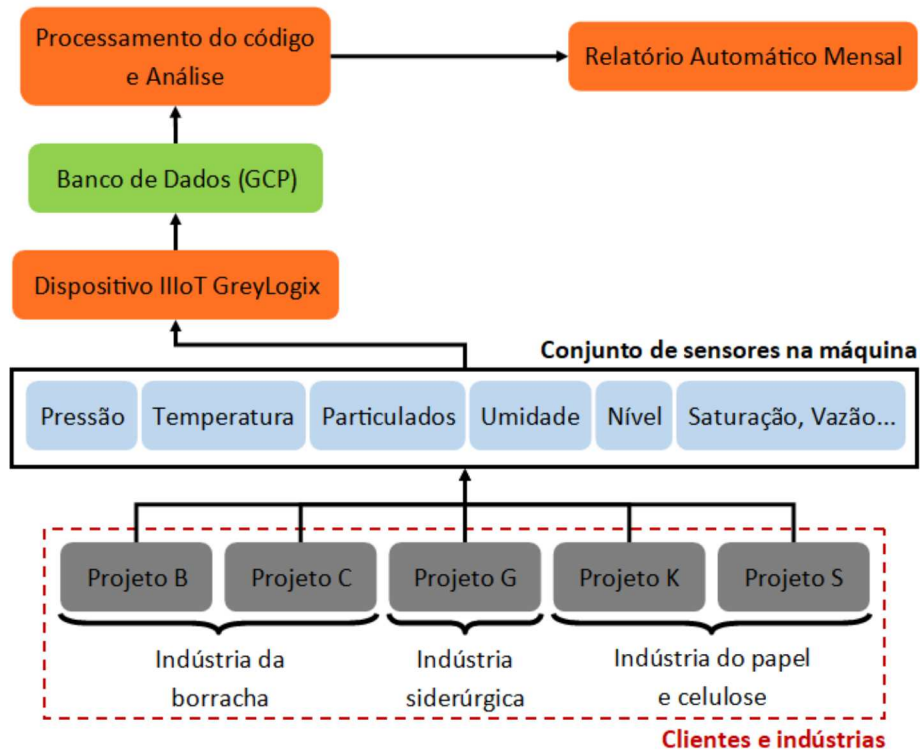 Processamento do código
e Análise
Relatório Automático Mensal
Banco de Dados (GCP)
Dispositivo IIIoT GreyLogix
Conjunto de sensores na máquina
Pressão
Temperatura
Particulados
Umidade
Nível
Saturação, Vazão...
Projeto B
Projeto C
Projeto G
Projeto K
Projeto S
Indústria da
borracha
Indústria
siderúrgica
Indústria do papel
e celulose
Clientes e indústrias